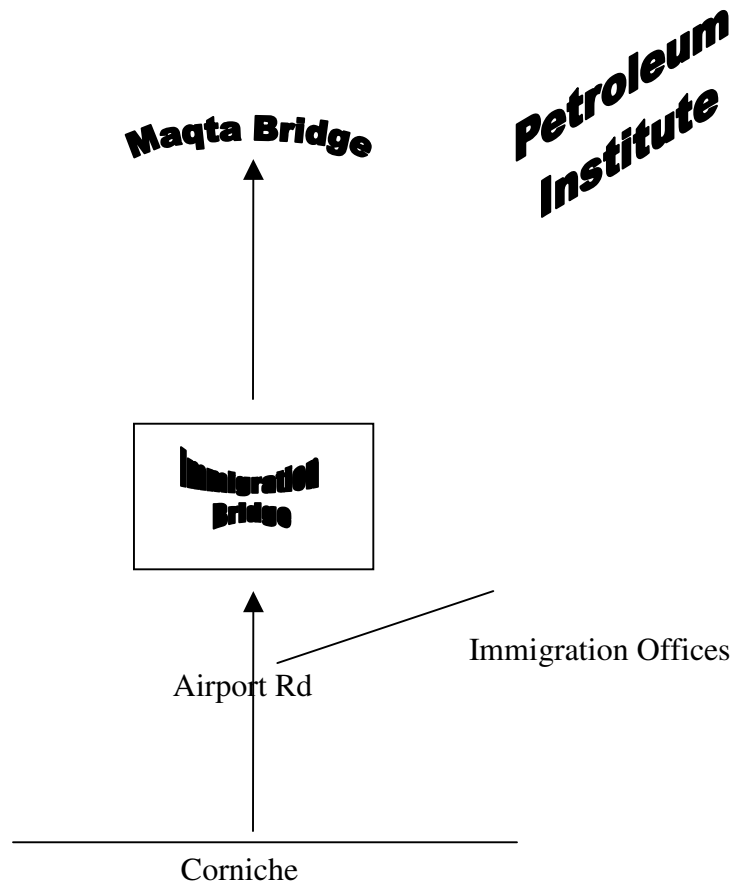 Petroleum
Institute
Maqta Bridge
Immigration
Bridge
Immigration Offices
Airport Rd
Corniche